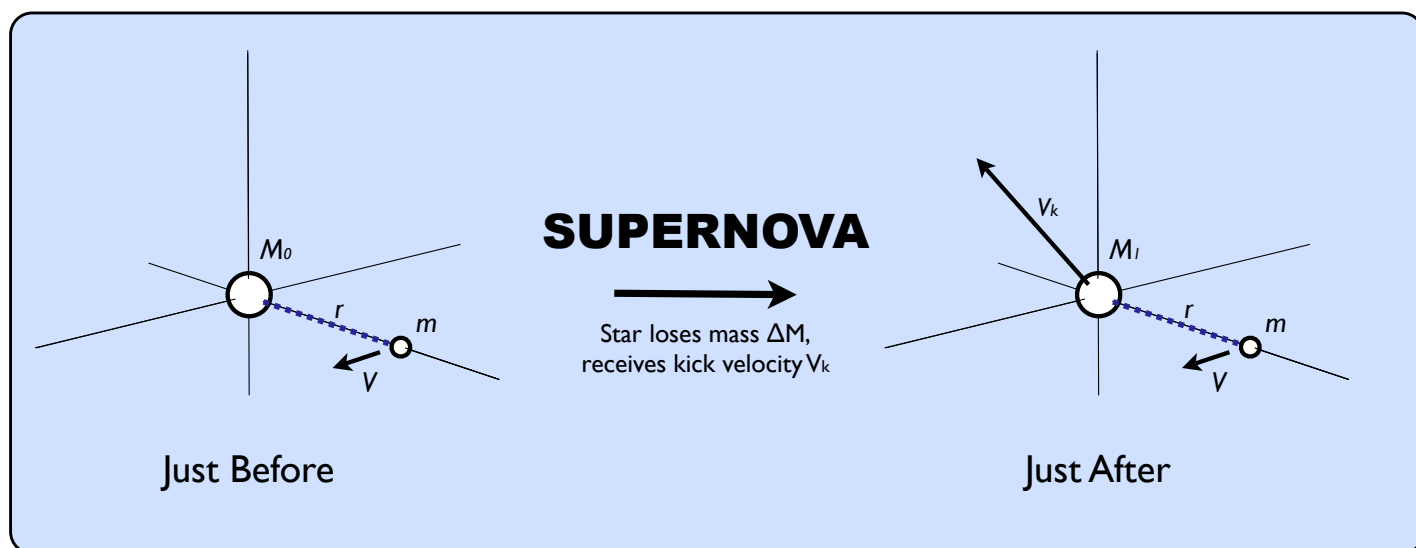 M₀
r
m
V
Just Before
SUPERNOVA
Star loses mass ΔM,
receives kick velocity Vₖ
Vₖ
M₁
r
m
V
Just After